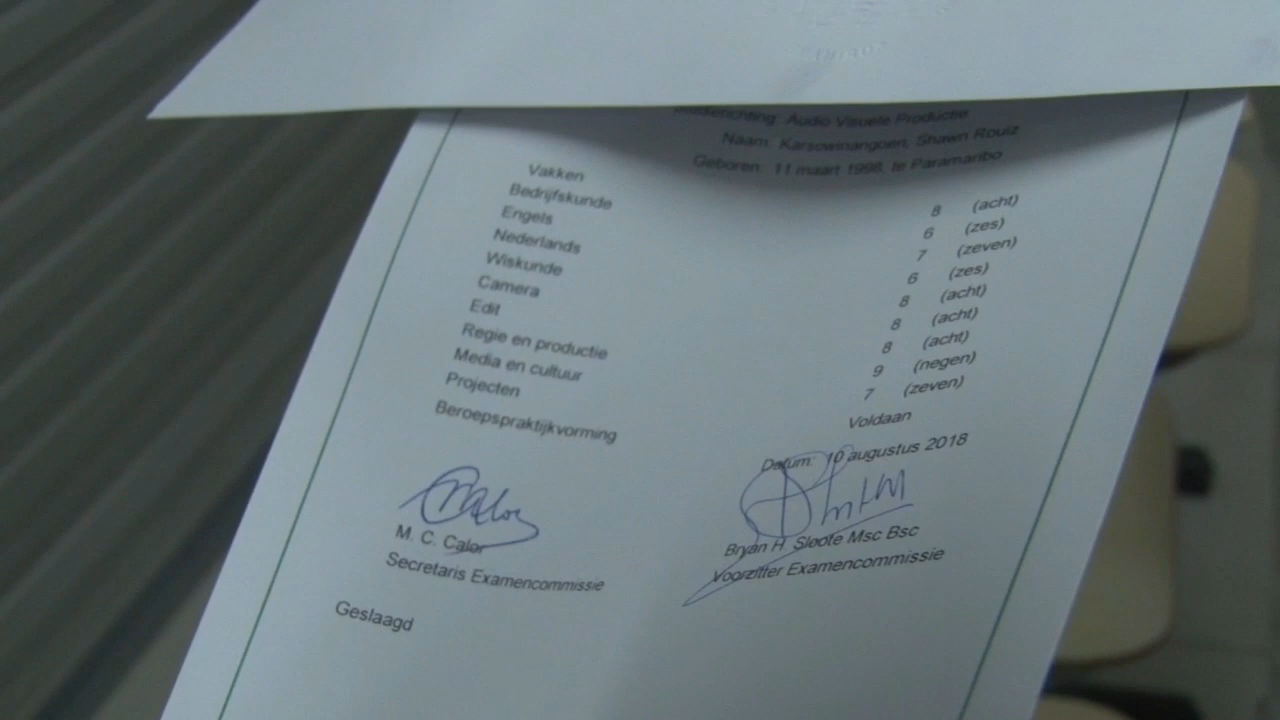 Audio Visuele Productie
Naam: Karsowinangoen, Shawn Rouiz
Geboren: 11 maart 1998, te Paramaribo
Vakken
Bedrijfskunde 8 (acht)
Engels 6 (zes)
Nederlands 7 (zeven)
Wiskunde 6 (zes)
Camera 8 (acht)
Edit 8 (acht)
Regie en productie 8 (acht)
Media en cultuur 9 (negen)
Projecten 7 (zeven)
Beroepspraktijkvorming Voldaan
Datum: 10 augustus 2018
M. C. Calor
Secretaris Examencommissie
Bryan H. Sloote Msc Bsc
Voorzitter Examencommissie
Geslaagd